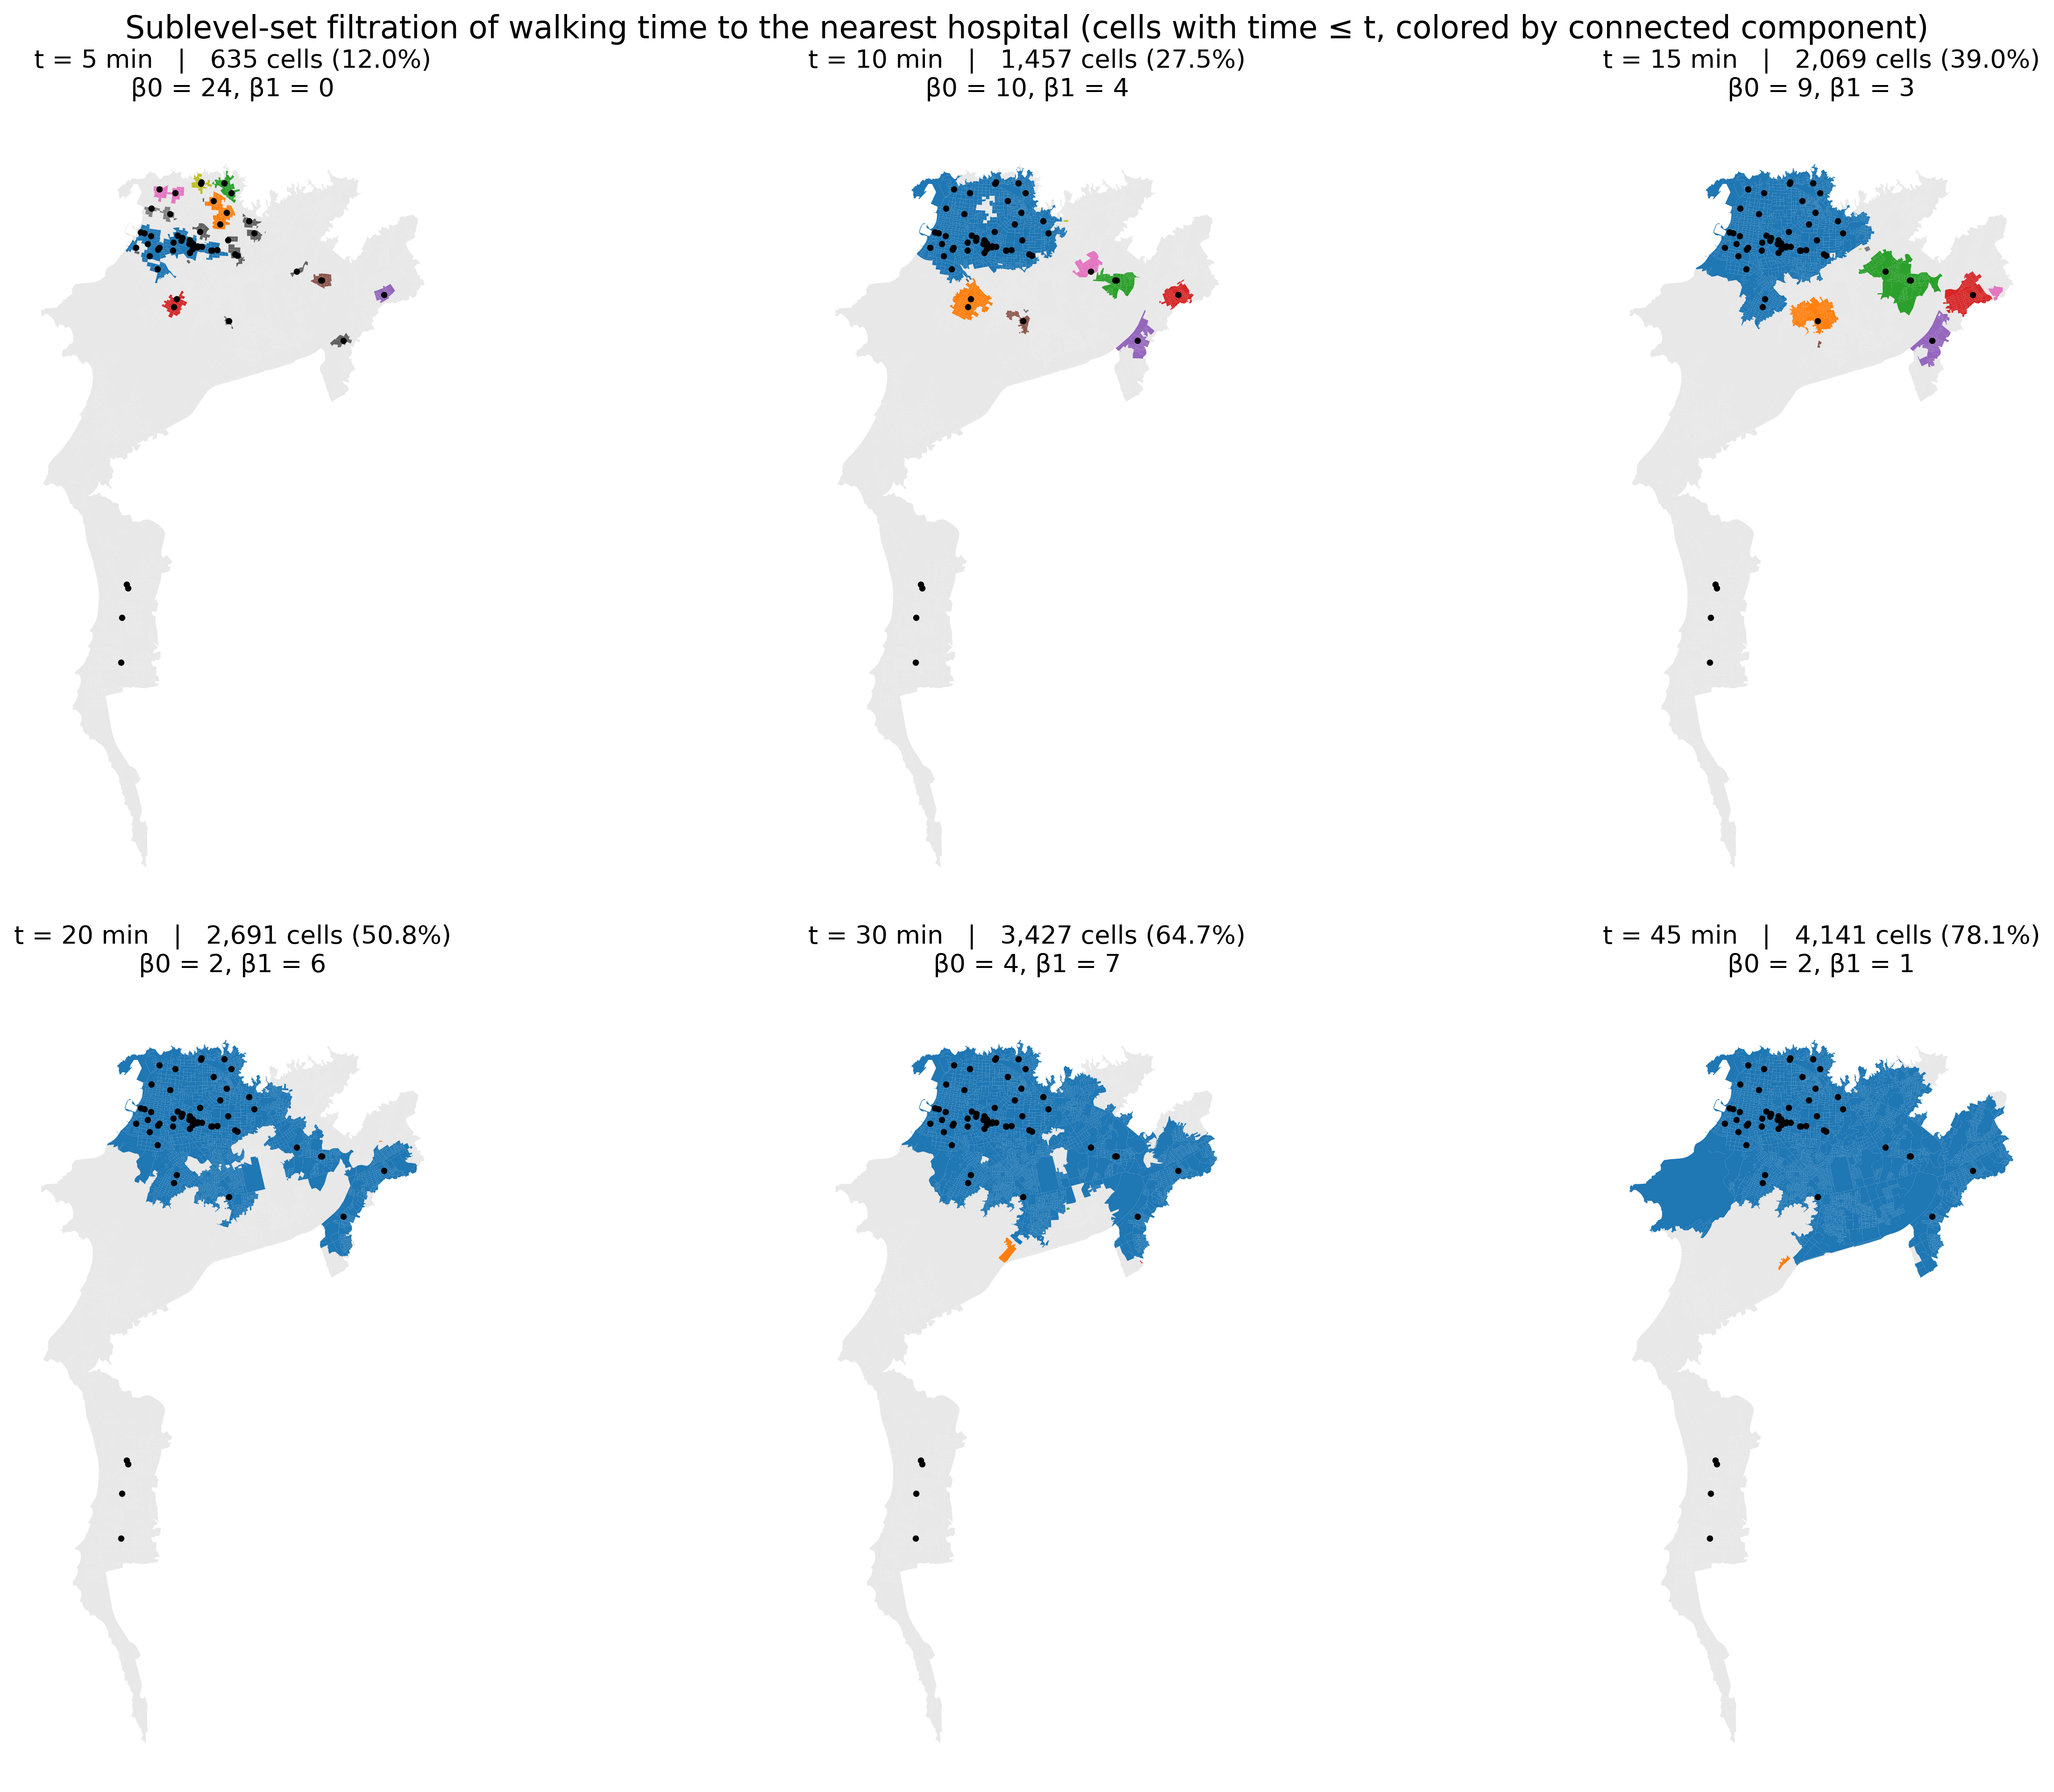 Sublevel-set filtration of walking time to the nearest hospital (cells with time ≤ t, colored by connected component)
t = 5 min | 635 cells (12.0%)
β0 = 24, β1 = 0
t = 10 min | 1,457 cells (27.5%)
β0 = 10, β1 = 4
t = 15 min | 2,069 cells (39.0%)
β0 = 9, β1 = 3
t = 20 min | 2,691 cells (50.8%)
β0 = 2, β1 = 6
t = 30 min | 3,427 cells (64.7%)
β0 = 4, β1 = 7
t = 45 min | 4,141 cells (78.1%)
β0 = 2, β1 = 1